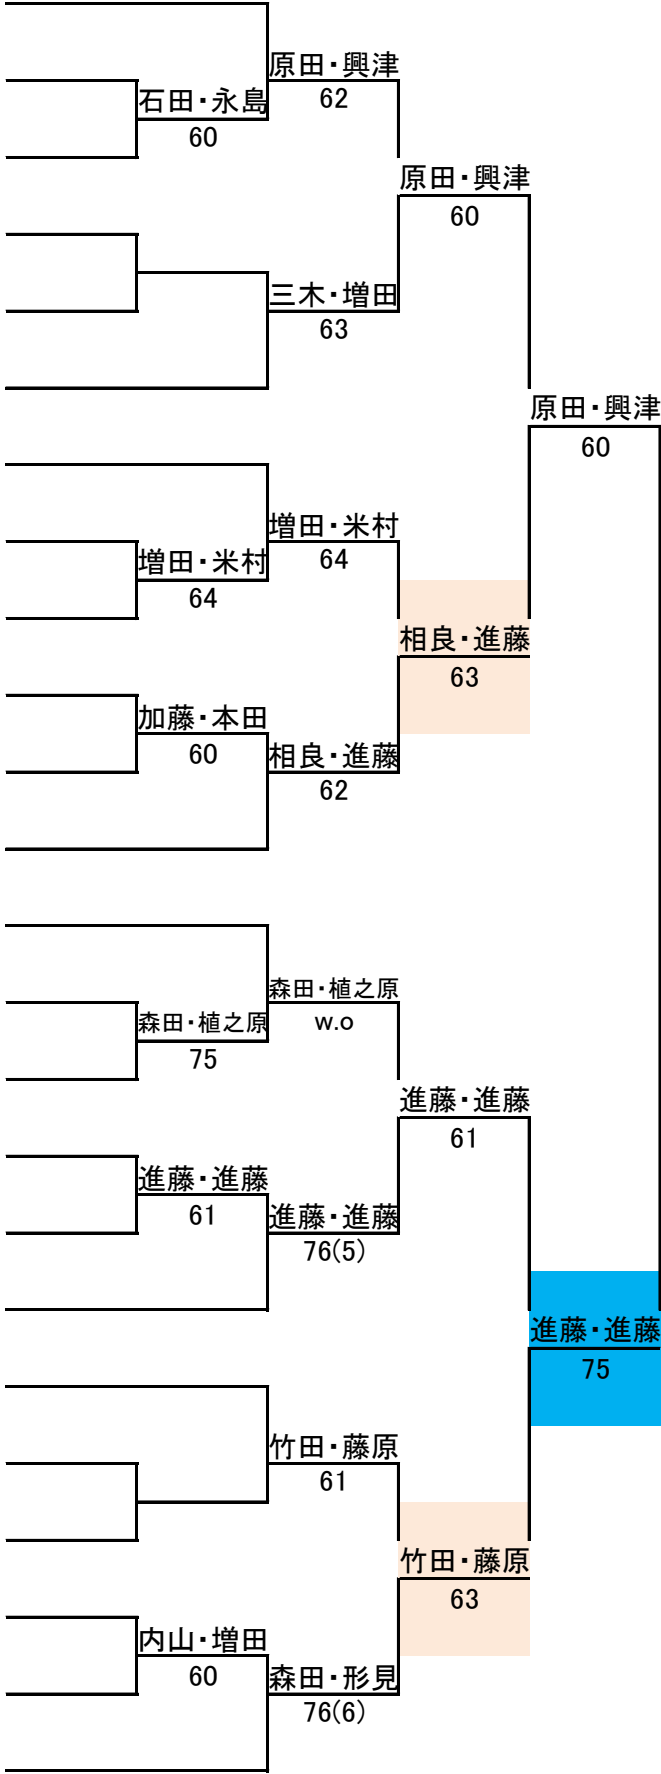 原田・興津
石田・永島
62
60
原田・興津
60
三木・増田
63
原田・興津
60
増田・米村
増田・米村
64
64
相良・進藤
63
加藤・本田
60
相良・進藤
62
森田・植之原
森田・植之原
w.o
75
進藤・進藤
61
進藤・進藤
61
進藤・進藤
76(5)
進藤・進藤
75
竹田・藤原
61
竹田・藤原
63
内山・増田
60
森田・形見
76(6)